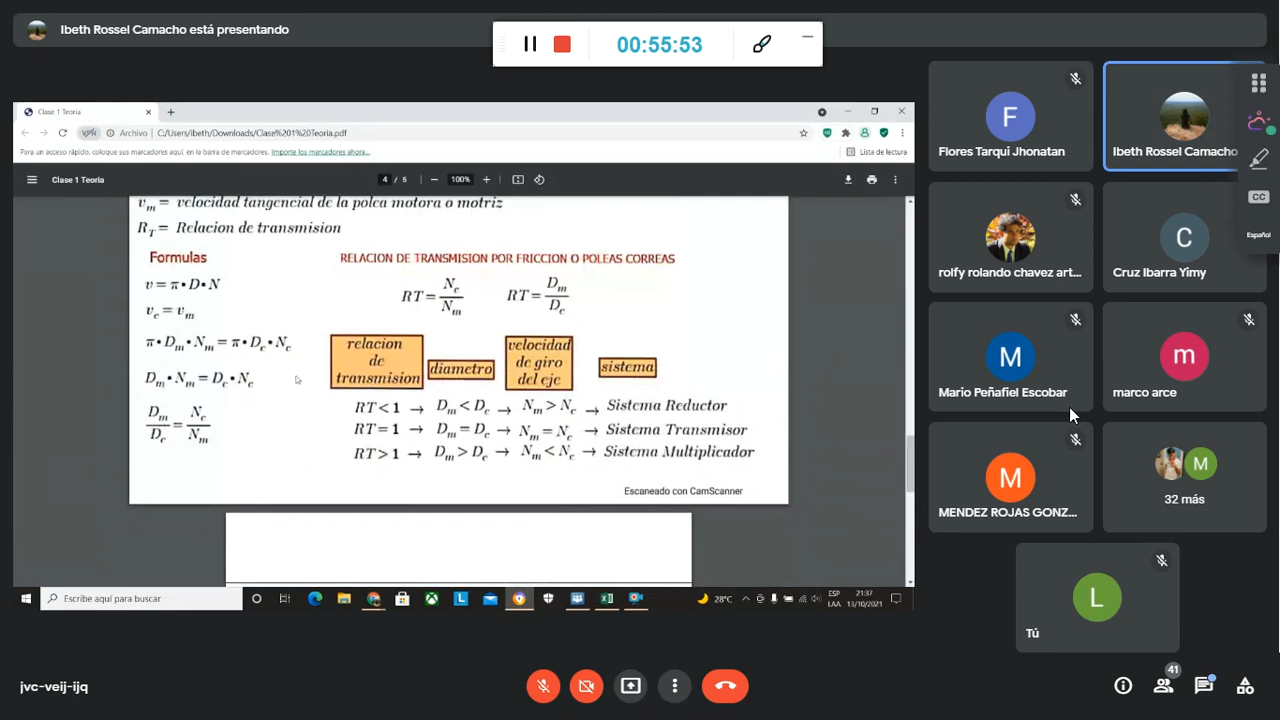 Ibeth Rossel Camacho está presentando
00:55:53
Clase 1 Teoria
VPN
Archivo
C:/Users/ibeth/Downloads/Clase%201%20Teoria.pdf
Para un acceso rápido, coloque sus marcadores aquí, en la barra de marcadores. Importe los marcadores ahora...
Lista de lectura
Clase 1 Teoria
4 / 5
100%
v_m = velocidad tangencial de la polea motora o motriz
R_T = Relacion de transmision
Formulas
RELACION DE TRANSMISION POR FRICCION O POLEAS CORREAS
v = π • D • N
RT = N_c / N_m
RT = D_m / D_c
v_c = v_m
π • D_m • N_m = π • D_c • N_c
relacion
de
transmision
diametro
velocidad
de giro
del eje
sistema
D_m • N_m = D_c • N_c
RT < 1 → D_m < D_c → N_m > N_c → Sistema Reductor
D_m / D_c = N_c / N_m
RT = 1 → D_m = D_c → N_m = N_c → Sistema Transmisor
RT > 1 → D_m > D_c → N_m < N_c → Sistema Multiplicador
Escaneado con CamScanner
Escribe aquí para buscar
L
28°C
ESP
LAA
21:37
13/10/2021
F
Flores Tarqui Jhonatan
Ibeth Rossel Camacho
rolfy rolando chavez art...
C
Cruz Ibarra Yimy
M
Mario Peñafiel Escobar
m
marco arce
M
MENDEZ ROJAS GONZ...
M
32 más
L
Tú
CC
Español
jvc-veij-ijq
41